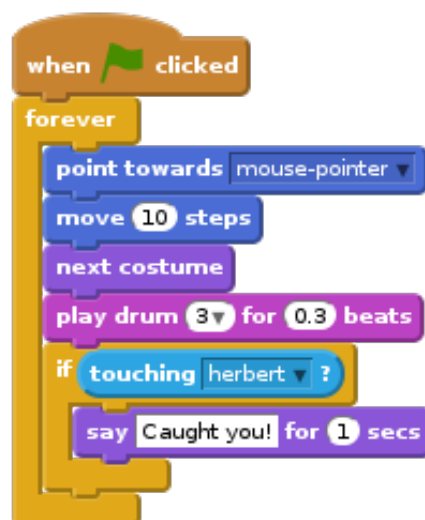 when clicked
forever
point towards mouse-pointer
move 10 steps
next costume
play drum 3 for 0.3 beats
if touching herbert ?
say Caught you! for 1 secs